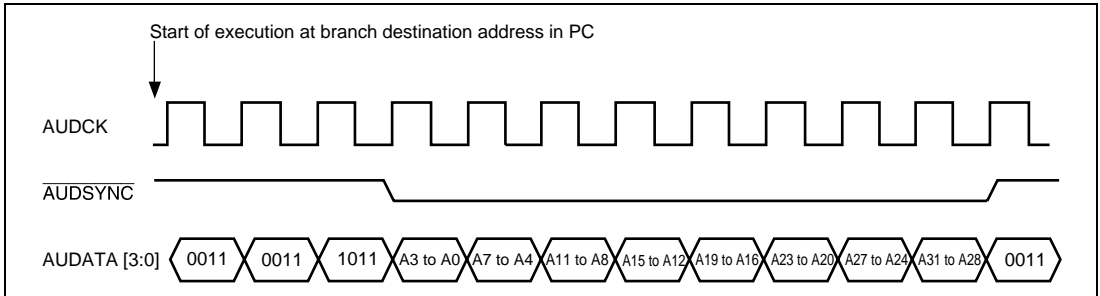 Start of execution at branch destination address in PC
AUDCK
AUDSYNC
AUDATA [3:0] 0011 0011 1011 A3 to A0 A7 to A4 A11 to A8 A15 to A12 A19 to A16 A23 to A20 A27 to A24 A31 to A28 0011